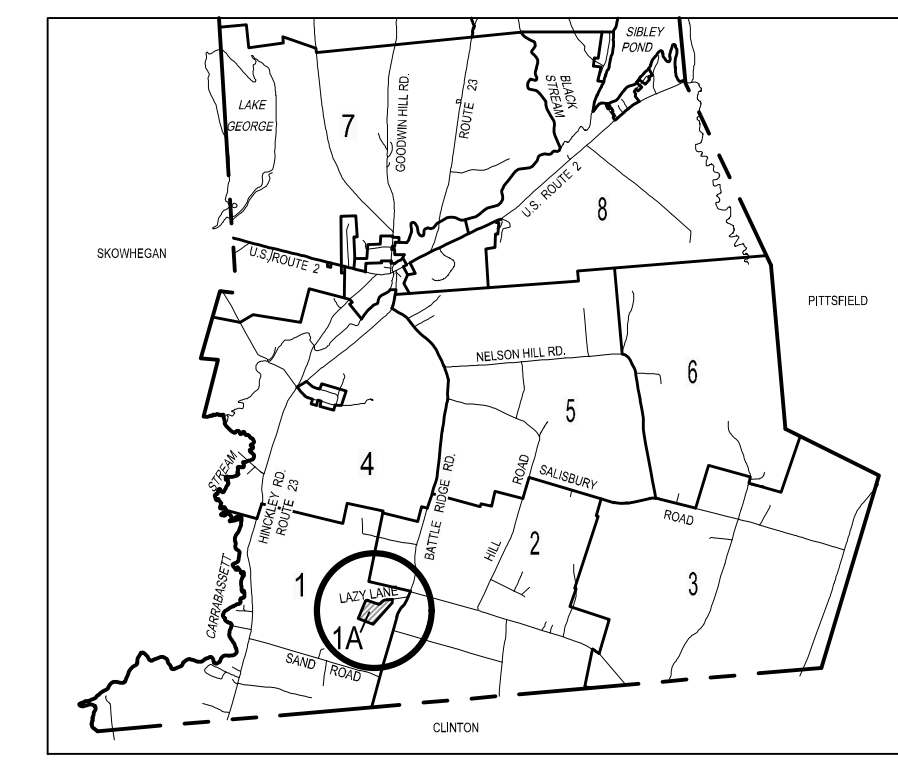 SIBLEY
POND
LAKE
GEORGE
7
GOODWIN HILL RD.
ROUTE 23
BLACK
STREAM
U.S. ROUTE 2
8
SKOWHEGAN
U.S. ROUTE 2
PITTSFIELD
NELSON HILL RD.
6
5
4
STREAM
HINCKLEY RD.
ROUTE 23
BATTLE RIDGE RD.
ROAD
SALISBURY
ROAD
HILL
2
3
CARRABASSETT
1
LAZY LANE
1A
SAND ROAD
CLINTON